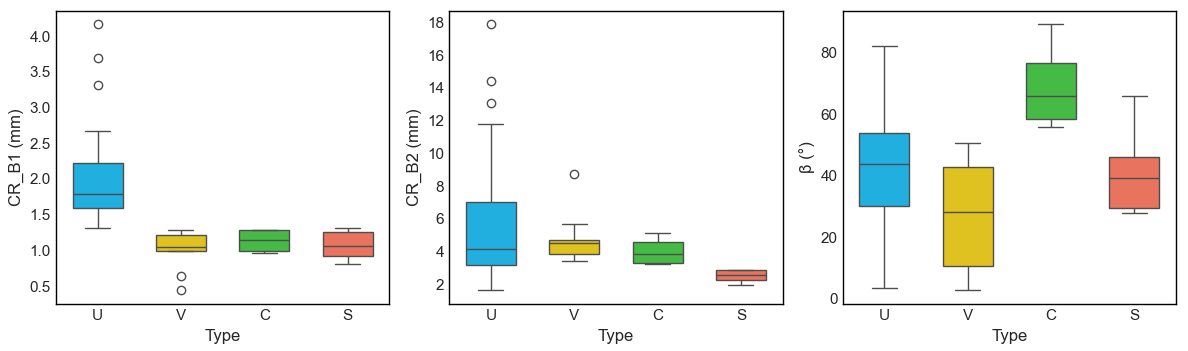 CR_B1 (mm)
4.0
3.5
3.0
2.5
2.0
1.5
1.0
0.5
U V C S
Type
CR_B2 (mm)
18
16
14
12
10
8
6
4
2
U V C S
Type
β (°)
80
60
40
20
0
U V C S
Type